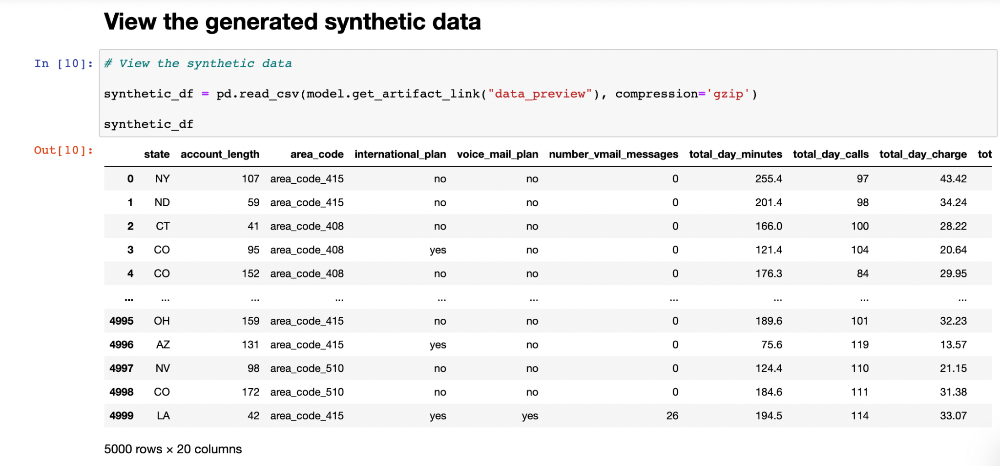 View the generated synthetic data
In [10]: # View the synthetic data
synthetic_df = pd.read_csv(model.get_artifact_link("data_preview"), compression='gzip')
synthetic_df
Out[10]:
state account_length area_code international_plan voice_mail_plan number_vmail_messages total_day_minutes total_day_calls total_day_charge tot
0 NY 107 area_code_415 no no 0 255.4 97 43.42
1 ND 59 area_code_415 no no 0 201.4 98 34.24
2 CT 41 area_code_408 no no 0 166.0 100 28.22
3 CO 95 area_code_408 yes no 0 121.4 104 20.64
4 CO 152 area_code_408 no no 0 176.3 84 29.95
... ... ... ... ... ... ... ... ... ...
4995 OH 159 area_code_415 no no 0 189.6 101 32.23
4996 AZ 131 area_code_415 yes no 0 75.6 119 13.57
4997 NV 98 area_code_510 no no 0 124.4 110 21.15
4998 CO 172 area_code_510 no no 0 184.6 111 31.38
4999 LA 42 area_code_415 yes yes 26 194.5 114 33.07
5000 rows × 20 columns